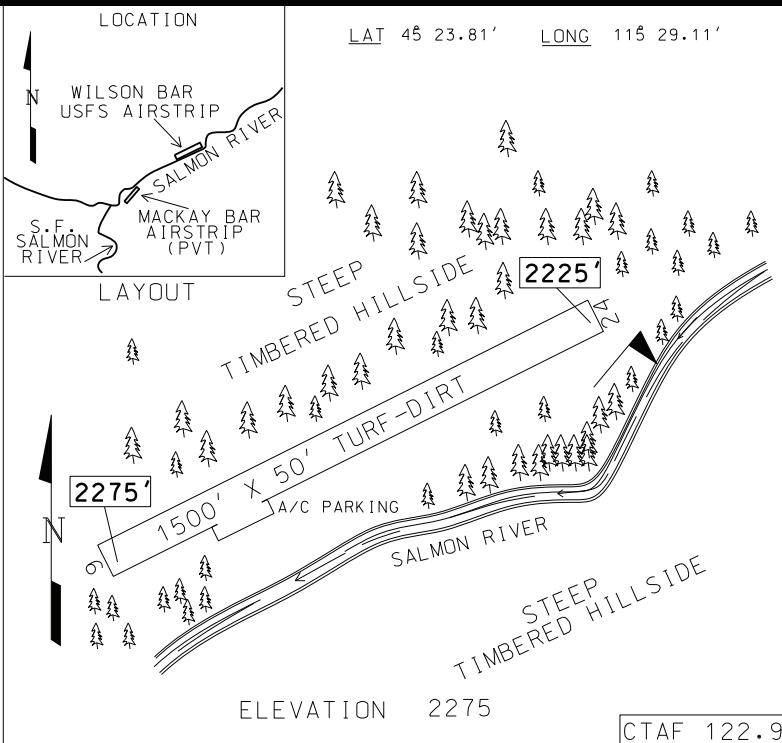 LOCATION
N
WILSON BAR
USFS AIRSTRIP
SALMON RIVER
MACKAY BAR
AIRSTRIP
(PVT)
S.F.
SALMON
RIVER
LAT 45° 23.81' LONG 115° 29.11'
LAYOUT
STEEP
TIMBERED HILLSIDE
2225'
24
1500' X 50' TURF-DIRT
2275'
A/C PARKING
6
N
SALMON RIVER
STEEP
TIMBERED HILLSIDE
ELEVATION 2275
CTAF 122.9